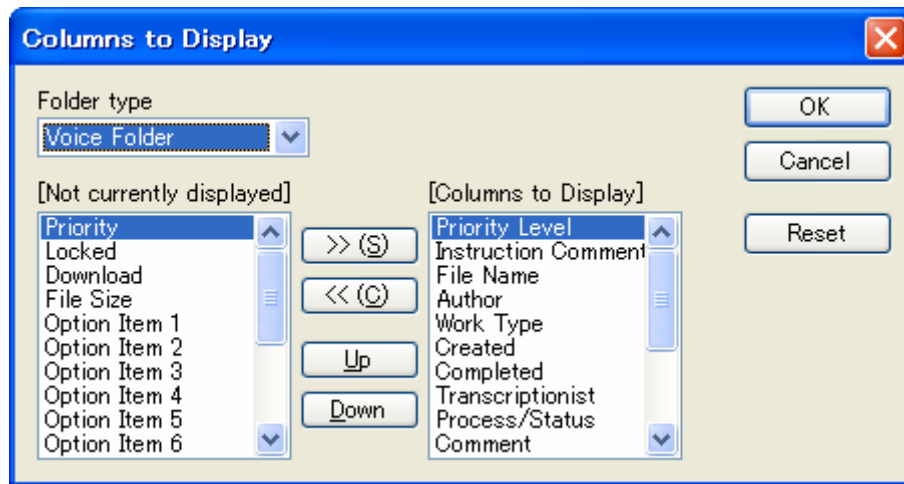 Columns to Display
Folder type
Voice Folder
OK
Cancel
Reset
[Not currently displayed]
Priority
Locked
Download
File Size
Option Item 1
Option Item 2
Option Item 3
Option Item 4
Option Item 5
Option Item 6
>> (S)
<< (C)
Up
Down
[Columns to Display]
Priority Level
Instruction Comment
File Name
Author
Work Type
Created
Completed
Transcriptionist
Process/Status
Comment